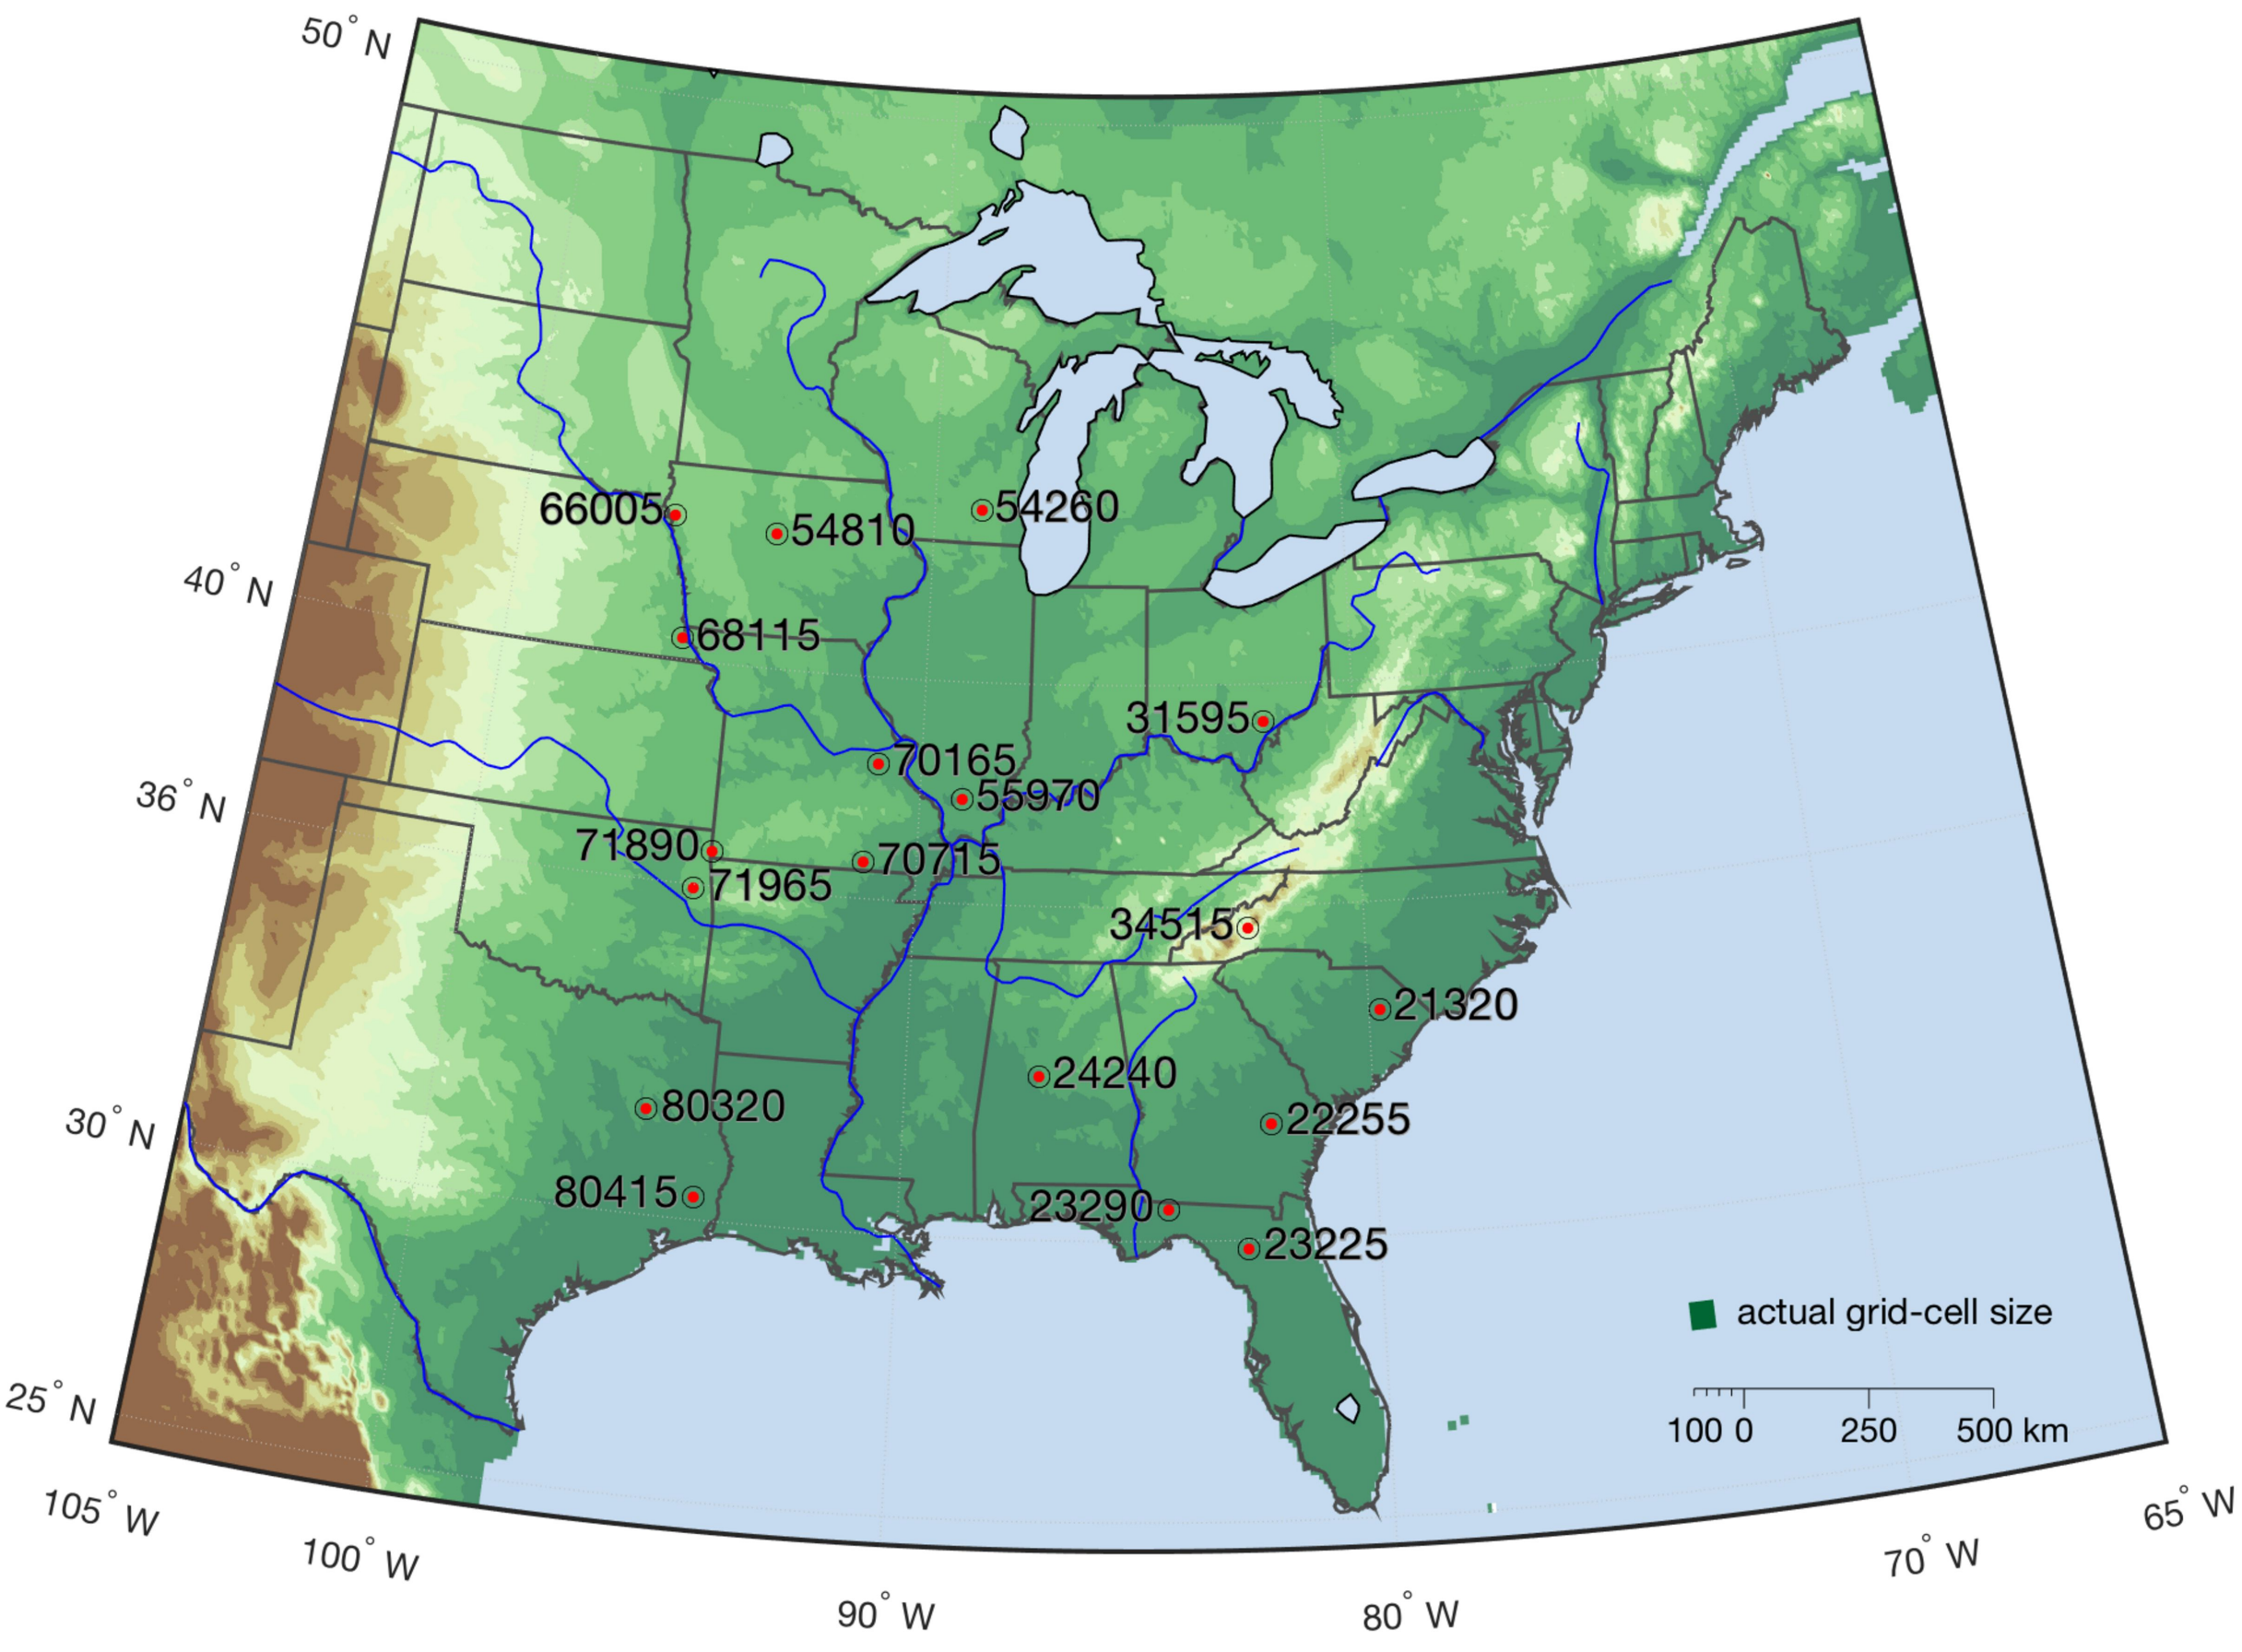 50° N
66005
54810
54260
40° N
68115
31595
70165
36° N
55970
71890
70715
71965
34515
21320
24240
80320
22255
30° N
80415
23290
23225
actual grid-cell size
25° N
100 0 250 500 km
105° W
100° W
90° W
80° W
70° W
65° W